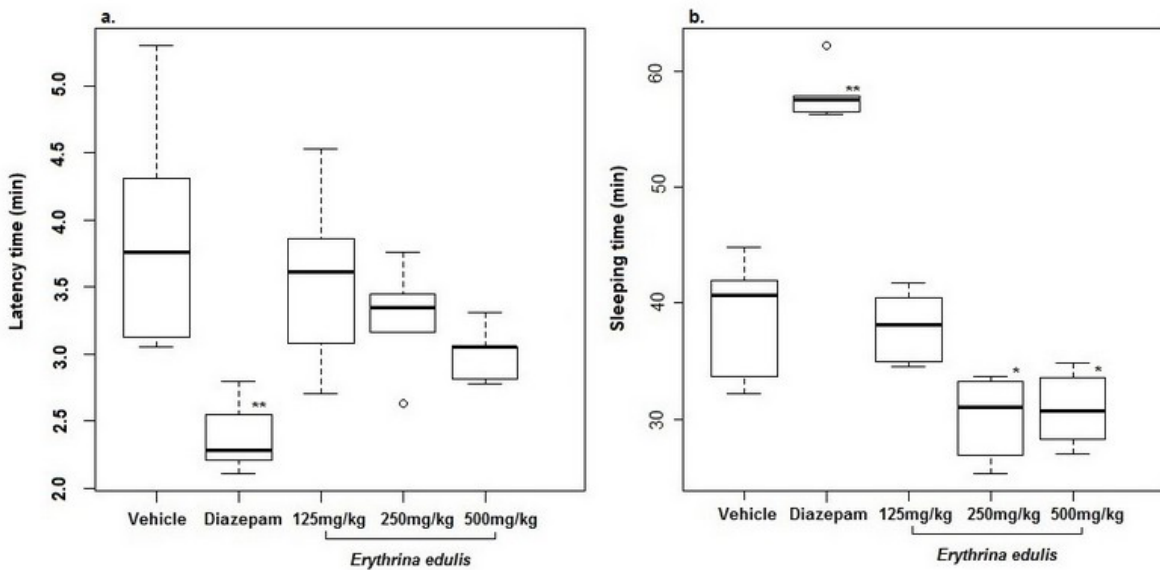 a.
Latency time (min)
5.0
4.5
4.0
3.5
3.0
2.5
2.0
**
Vehicle Diazepam 125mg/kg 250mg/kg 500mg/kg
Erythrina edulis
b.
Sleeping time (min)
60
50
40
30
**
*
*
Vehicle Diazepam 125mg/kg 250mg/kg 500mg/kg
Erythrina edulis